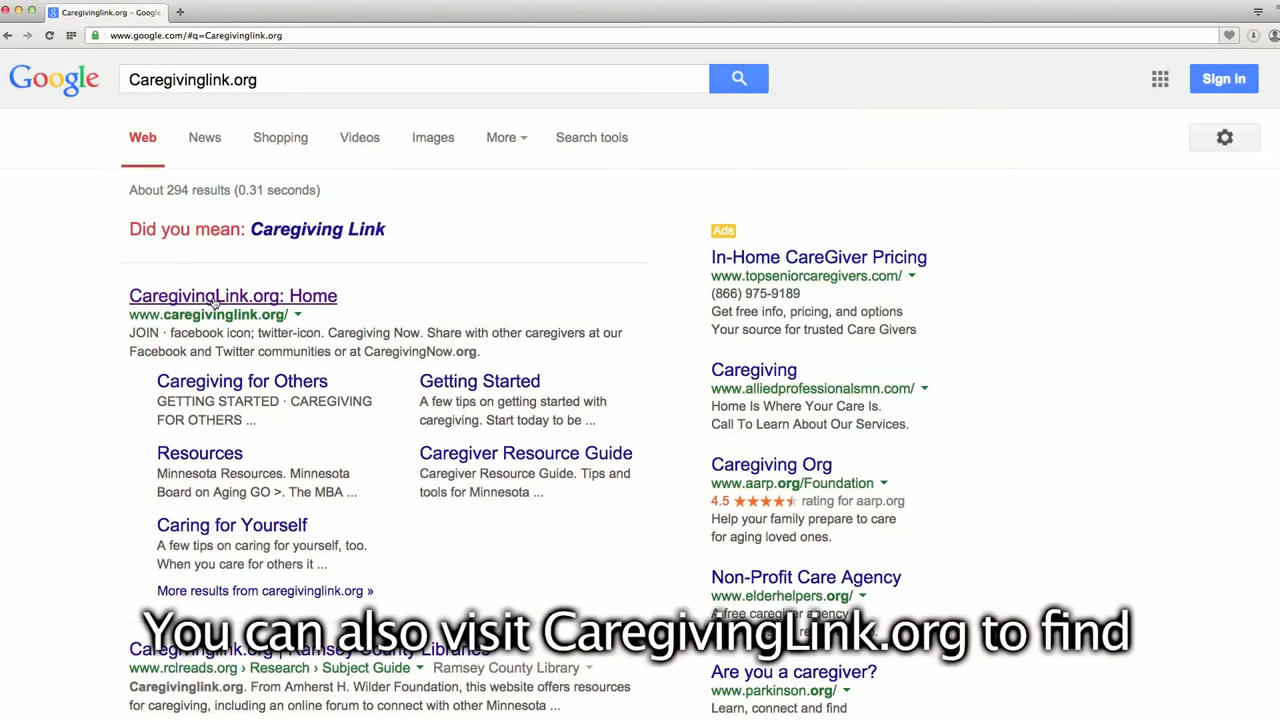 Caregivinglink.org - Google
www.google.com/#q=Caregivinglink.org
Google
Caregivinglink.org
Sign in
Web News Shopping Videos Images More Search tools
About 294 results (0.31 seconds)
Did you mean: Caregiving Link
CaregivingLink.org: Home
www.caregivinglink.org/
JOIN · facebook icon; twitter-icon. Caregiving Now. Share with other caregivers at our
Facebook and Twitter communities or at CaregivingNow.org.
Caregiving for Others
GETTING STARTED · CAREGIVING
FOR OTHERS ...
Getting Started
A few tips on getting started with
caregiving. Start today to be ...
Resources
Minnesota Resources. Minnesota
Board on Aging GO >. The MBA ...
Caregiver Resource Guide
Caregiver Resource Guide. Tips and
tools for Minnesota ...
Caring for Yourself
A few tips on caring for yourself, too.
When you care for others it ...
More results from caregivinglink.org »
Caregivinglink.org | Ramsey County Libraries
www.rclreads.org › Research › Subject Guide Ramsey County Library
Caregivinglink.org. From Amherst H. Wilder Foundation, this website offers resources
for caregiving, including an online forum to connect with other Minnesota ...
Ads
In-Home CareGiver Pricing
www.topseniorcaregivers.com/
(866) 975-9189
Get free info, pricing, and options
Your source for trusted Care Givers
Caregiving
www.alliedprofessionalsmn.com/
Home Is Where Your Care Is.
Call To Learn About Our Services.
Caregiving Org
www.aarp.org/Foundation
4.5 rating for aarp.org
Help your family prepare to care
for aging loved ones.
Non-Profit Care Agency
www.elderhelpers.org/
A free caregiver agency
Are you a caregiver?
www.parkinson.org/
Learn, connect and find
You can also visit CaregivingLink.org to find